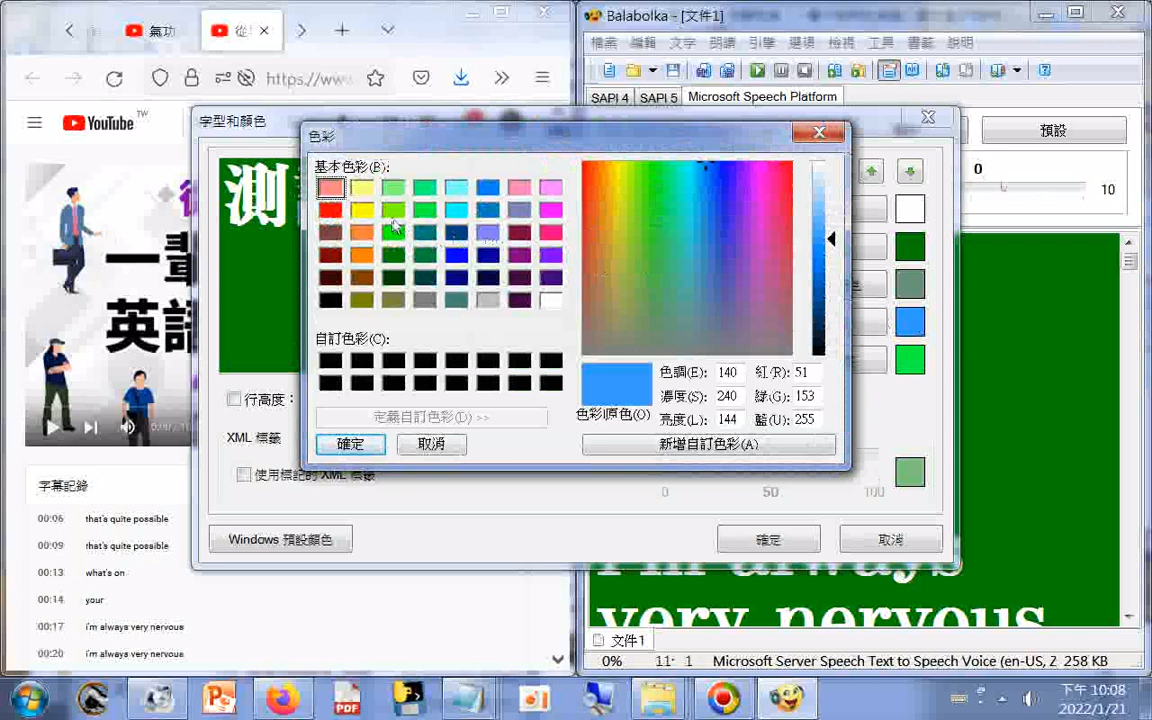 氣功
從!
Balabolka - [文件1]
檔案 編輯 文字 朗讀 引擎 選項 檢視 工具 書籤 說明
https://www
SAPI 4 SAPI 5 Microsoft Speech Platform
YouTube TW
字型和顏色
色彩
預設
0
10
基本色彩(B):
測
一
英語
自訂色彩(C):
定義自訂色彩(D) >>
確定 取消
色彩|原色(O)
色調(E): 140 紅(R): 51
濃度(S): 240 綠(G): 153
亮度(L): 144 藍(U): 255
新增自訂色彩(A)
行高度:
XML 標籤
使用標記的 XML 標籤
0 50 100
Windows 預設顏色
確定 取消
字幕記錄
00:06 that's quite possible
00:09 that's quite possible
00:13 what's on
00:14 your
00:17 i'm always very nervous
00:20 i'm always very nervous
I'm always
very nervous
文件1
0% 11: 1 Microsoft Server Speech Text to Speech Voice (en-US, Z 258 KB
PDF
下午 10:08
2022/1/21